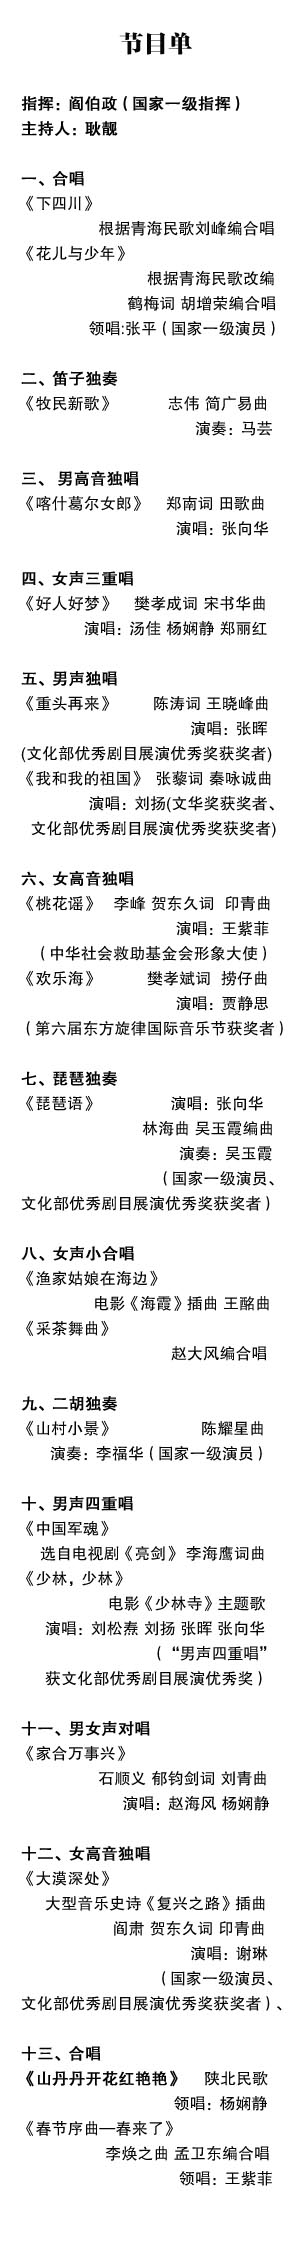 节目单
指挥：阎伯政（国家一级指挥）
主持人：耿靓
一、合唱
《下四川》
根据青海民歌刘峰编合唱
《花儿与少年》
根据青海民歌改编
鹤梅词 胡增荣编合唱
领唱:张平（国家一级演员）
二、笛子独奏
《牧民新歌》 志伟 简广易曲
演奏：马芸
三、 男高音独唱
《喀什葛尔女郎》 郑南词 田歌曲
演唱：张向华
四、女声三重唱
《好人好梦》 樊孝成词 宋书华曲
演唱：汤佳 杨娴静 郑丽红
五、男声独唱
《重头再来》 陈涛词 王晓峰曲
演唱：张晖
(文化部优秀剧目展演优秀奖获奖者)
《我和我的祖国》 张藜词 秦咏诚曲
演唱：刘扬(文华奖获奖者、
文化部优秀剧目展演优秀奖获奖者)
六、女高音独唱
《桃花谣》 李峰 贺东久词 印青曲
演唱：王紫菲
（中华社会救助基金会形象大使）
《欢乐海》 樊孝斌词 捞仔曲
演唱：贾静思
（第六届东方旋律国际音乐节获奖者）
七、琵琶独奏
《琵琶语》 演唱：张向华
林海曲 吴玉霞编曲
演奏：吴玉霞
（国家一级演员、
文化部优秀剧目展演优秀奖获奖者）
八、女声小合唱
《渔家姑娘在海边》
电影《海霞》插曲 王酩曲
《采茶舞曲》
赵大风编合唱
九、二胡独奏
《山村小景》 陈耀星曲
演奏：李福华（国家一级演员）
十、男声四重唱
《中国军魂》
选自电视剧《亮剑》 李海鹰词曲
《少林，少林》
电影《少林寺》主题歌
演唱：刘松焘 刘扬 张晖 张向华
（ “男声四重唱”
获文化部优秀剧目展演优秀奖）
十一、男女声对唱
《家合万事兴》
石顺义 郁钧剑词 刘青曲
演唱：赵海风 杨娴静
十二、女高音独唱
《大漠深处》
大型音乐史诗《复兴之路》插曲
阎肃 贺东久词 印青曲
演唱：谢琳
（国家一级演员、
文化部优秀剧目展演优秀奖获奖者）、
十三、合唱
《山丹丹开花红艳艳》 陕北民歌
领唱：杨娴静
《春节序曲—春来了》
李焕之曲 孟卫东编合唱
领唱：王紫菲